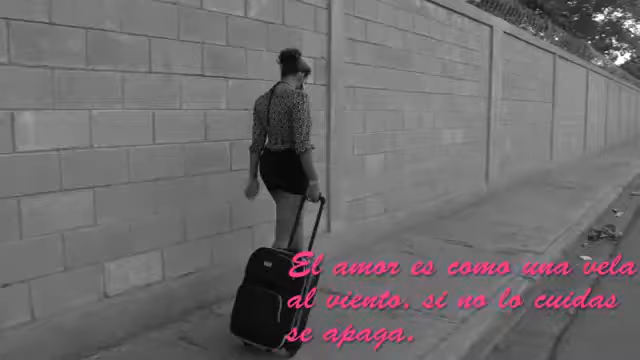 El amor es como una vela
al viento. si no lo cuidas
se apaga.